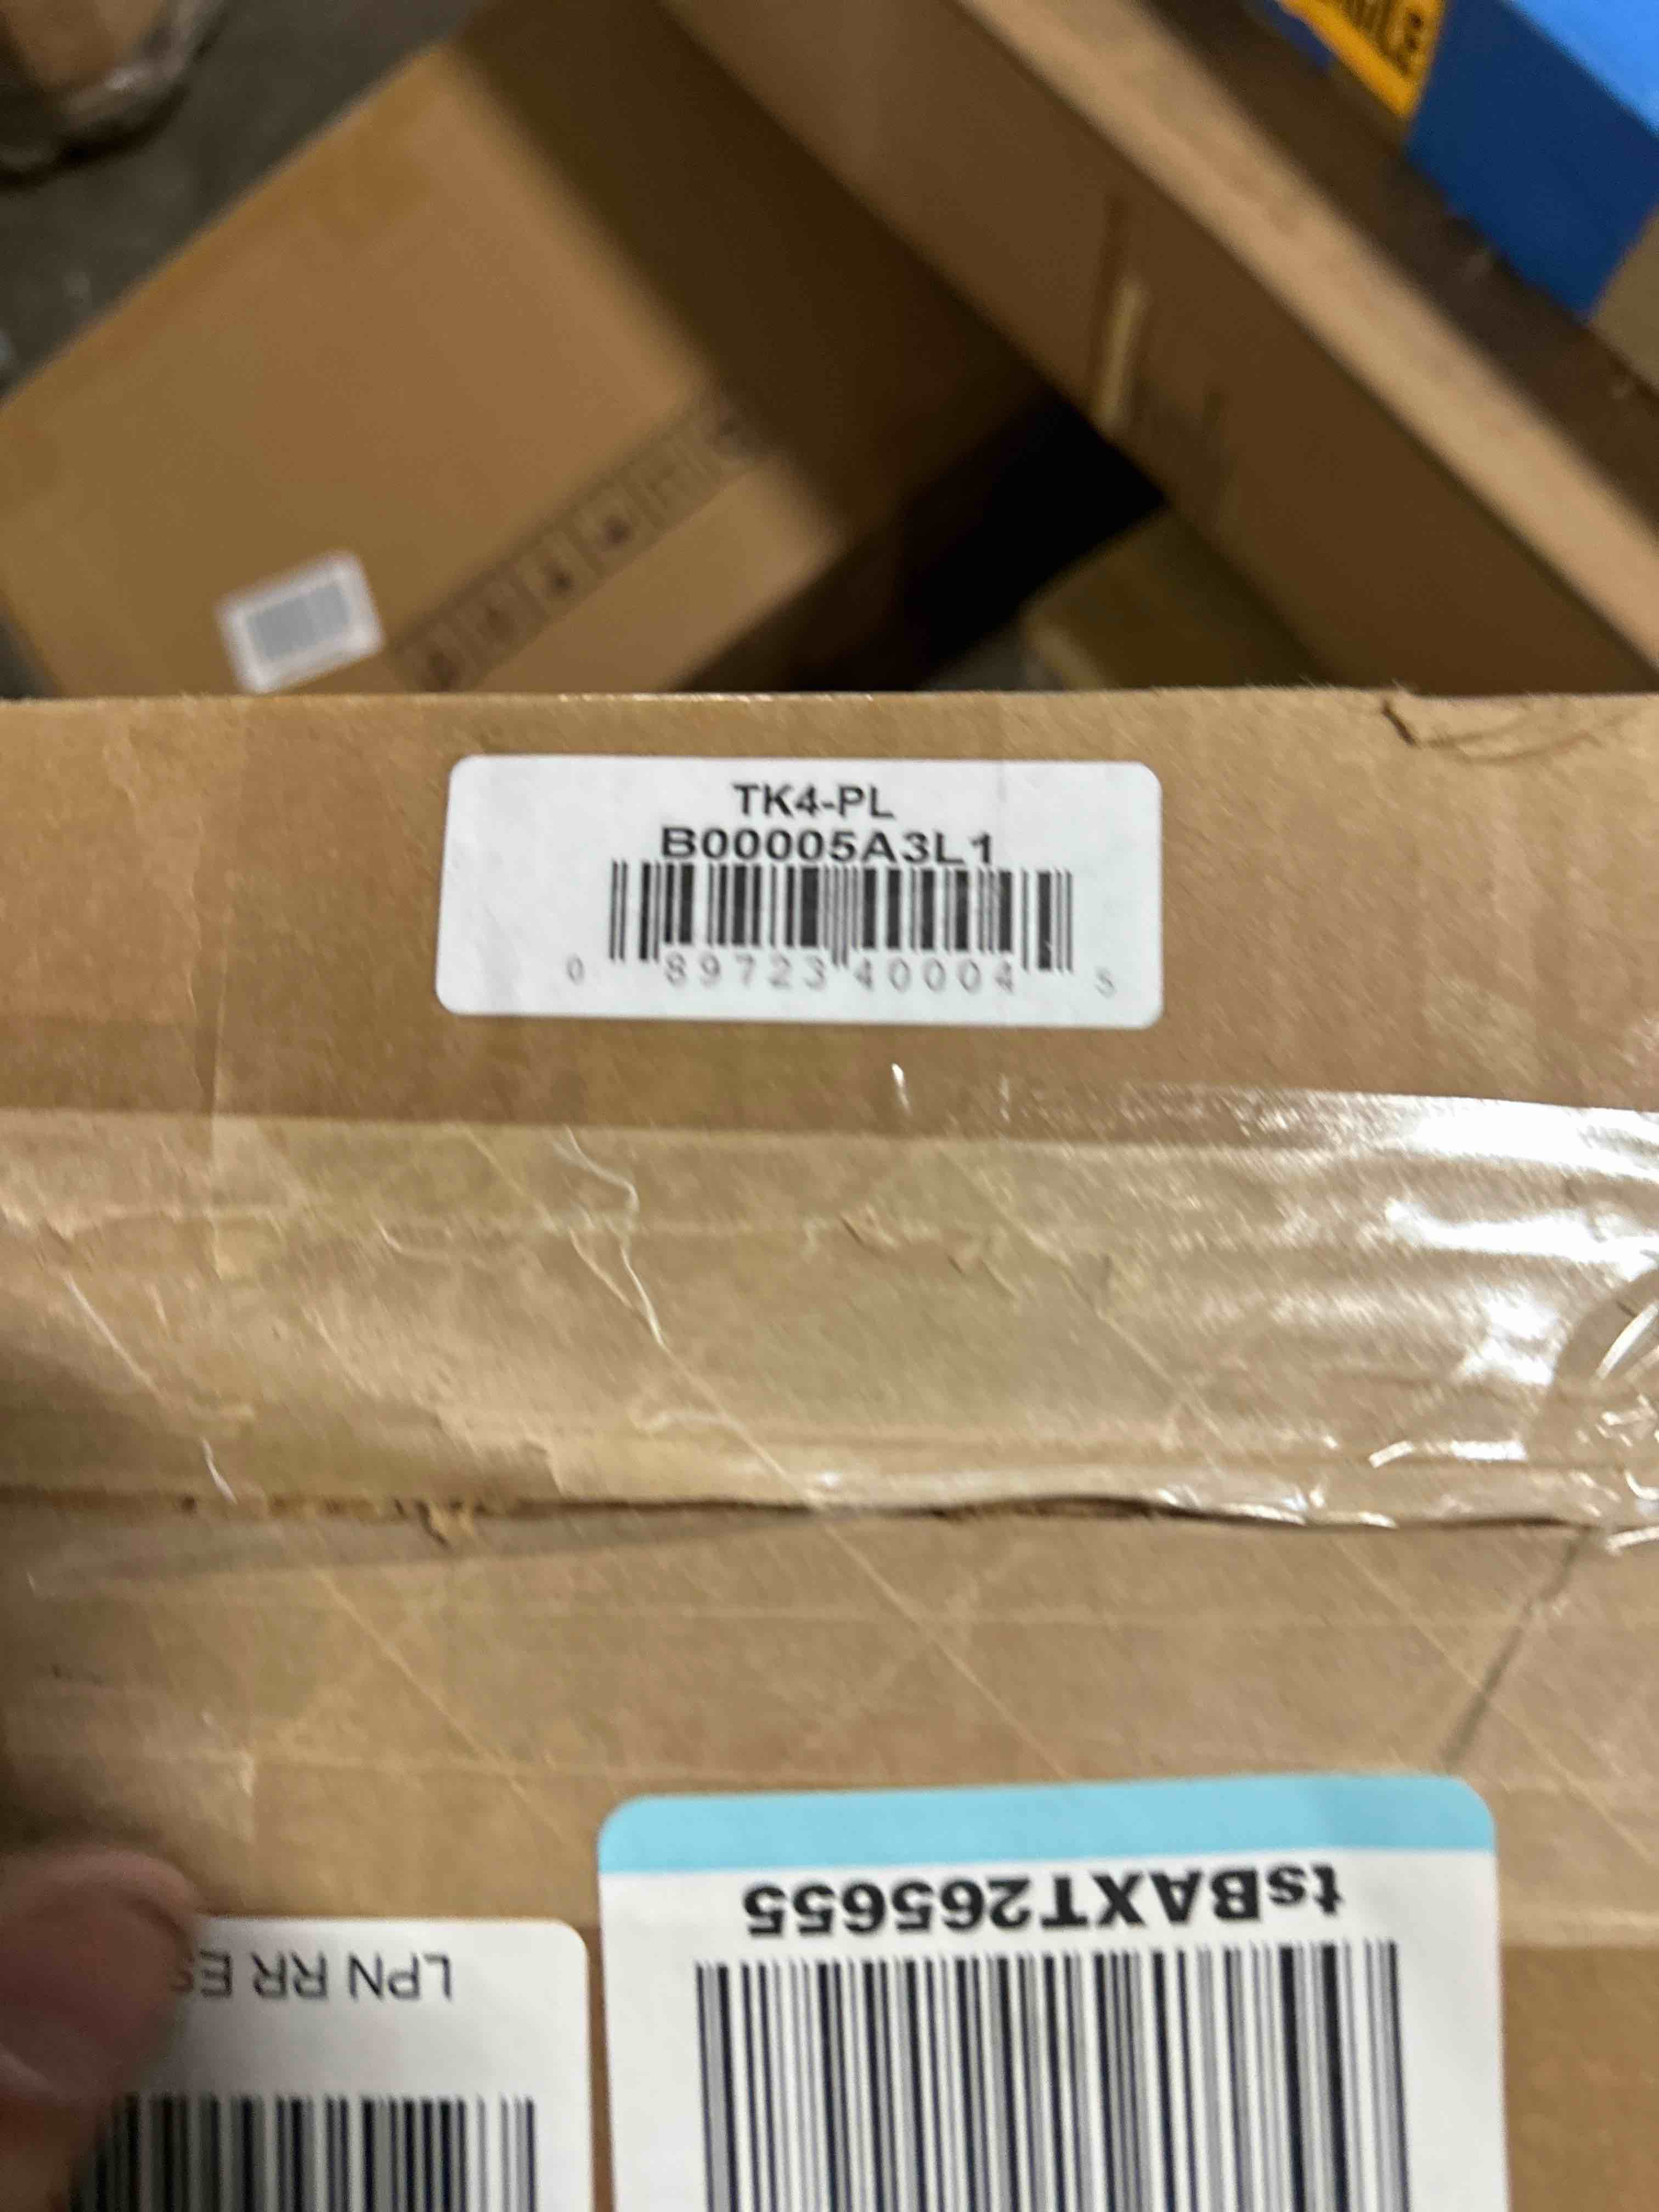 TK4-PL
B00005A3L1
0 89723 40004 5
tsBAXT265655
LPN RR